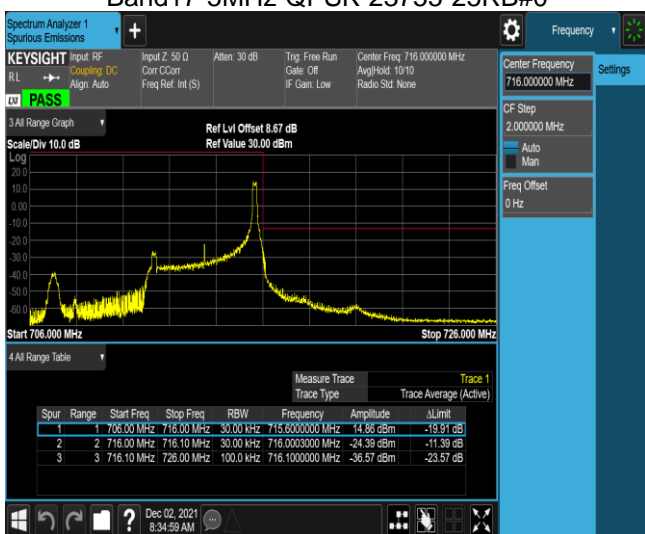 Band17-5MHz-QPSK-23755-25RB#0
Spectrum Analyzer 1
Spurious Emissions
+
Frequency
KEYSIGHT
RL
LXI PASS
Input: RF
Coupling: DC
Align: Auto
Input Z: 50 Ω
Corr CCorr
Freq Ref: Int (S)
Atten: 30 dB
Trig: Free Run
Gate: Off
IF Gain: Low
Center Freq: 716.000000 MHz
Avg|Hold: 10/10
Radio Std: None
Center Frequency
716.000000 MHz
Settings
CF Step
2.000000 MHz
Auto
Man
Freq Offset
0 Hz
3 All Range Graph
Scale/Div 10.0 dB
Ref Lvl Offset 8.67 dB
Ref Value 30.00 dBm
Log
20.0
10.0
0.00
-10.0
-20.0
-30.0
-40.0
-50.0
-60.0
Start 706.000 MHz
Stop 726.000 MHz
4 All Range Table
Measure Trace Trace 1
Trace Type Trace Average (Active)
Spur Range Start Freq Stop Freq RBW Frequency Amplitude ΔLimit
1 1 706.00 MHz 716.00 MHz 30.00 kHz 715.6000000 MHz 14.86 dBm -19.91 dB
2 2 716.00 MHz 716.10 MHz 30.00 kHz 716.0003000 MHz -24.39 dBm -11.39 dB
3 3 716.10 MHz 726.00 MHz 100.0 kHz 716.1000000 MHz -36.57 dBm -23.57 dB
?
Dec 02, 2021
8:34:59 AM